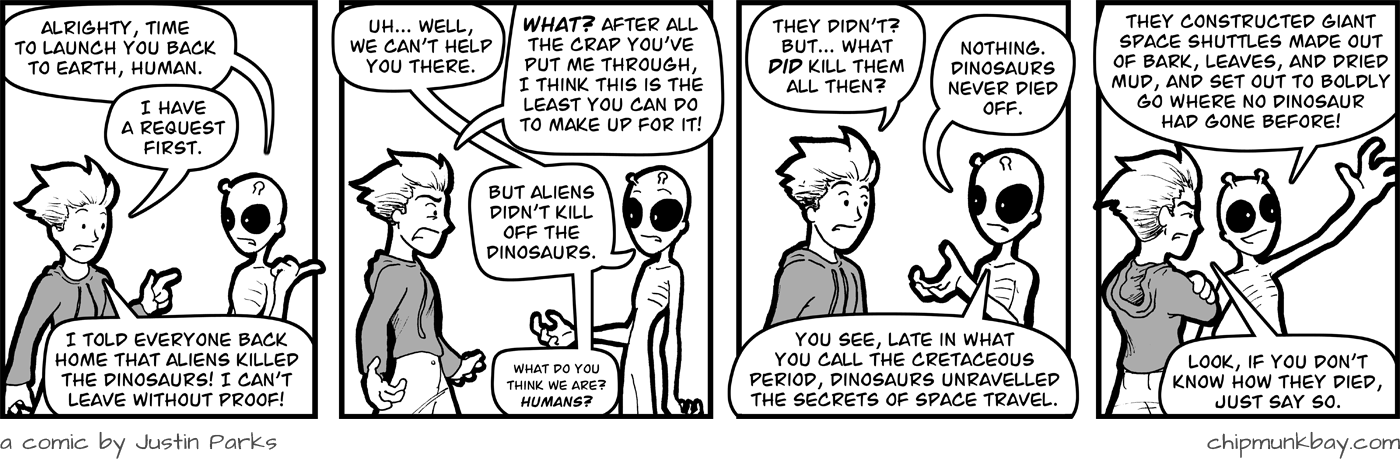 ALRIGHTY, TIME
TO LAUNCH YOU BACK
TO EARTH, HUMAN.
I HAVE
A REQUEST
FIRST.
I TOLD EVERYONE BACK
HOME THAT ALIENS KILLED
THE DINOSAURS! I CAN'T
LEAVE WITHOUT PROOF!
UH... WELL,
WE CAN'T HELP
YOU THERE.
WHAT? AFTER ALL
THE CRAP YOU'VE
PUT ME THROUGH,
I THINK THIS IS THE
LEAST YOU CAN DO
TO MAKE UP FOR IT!
BUT ALIENS
DIDN'T KILL
OFF THE
DINOSAURS.
WHAT DO YOU
THINK WE ARE?
HUMANS?
THEY DIDN'T?
BUT... WHAT
DID KILL THEM
ALL THEN?
NOTHING.
DINOSAURS
NEVER DIED
OFF.
YOU SEE, LATE IN WHAT
YOU CALL THE CRETACEOUS
PERIOD, DINOSAURS UNRAVELLED
THE SECRETS OF SPACE TRAVEL.
THEY CONSTRUCTED GIANT
SPACE SHUTTLES MADE OUT
OF BARK, LEAVES, AND DRIED
MUD, AND SET OUT TO BOLDLY
GO WHERE NO DINOSAUR
HAD GONE BEFORE!
LOOK, IF YOU DON'T
KNOW HOW THEY DIED,
JUST SAY SO.
a comic by Justin Parks
chipmunkbay.com